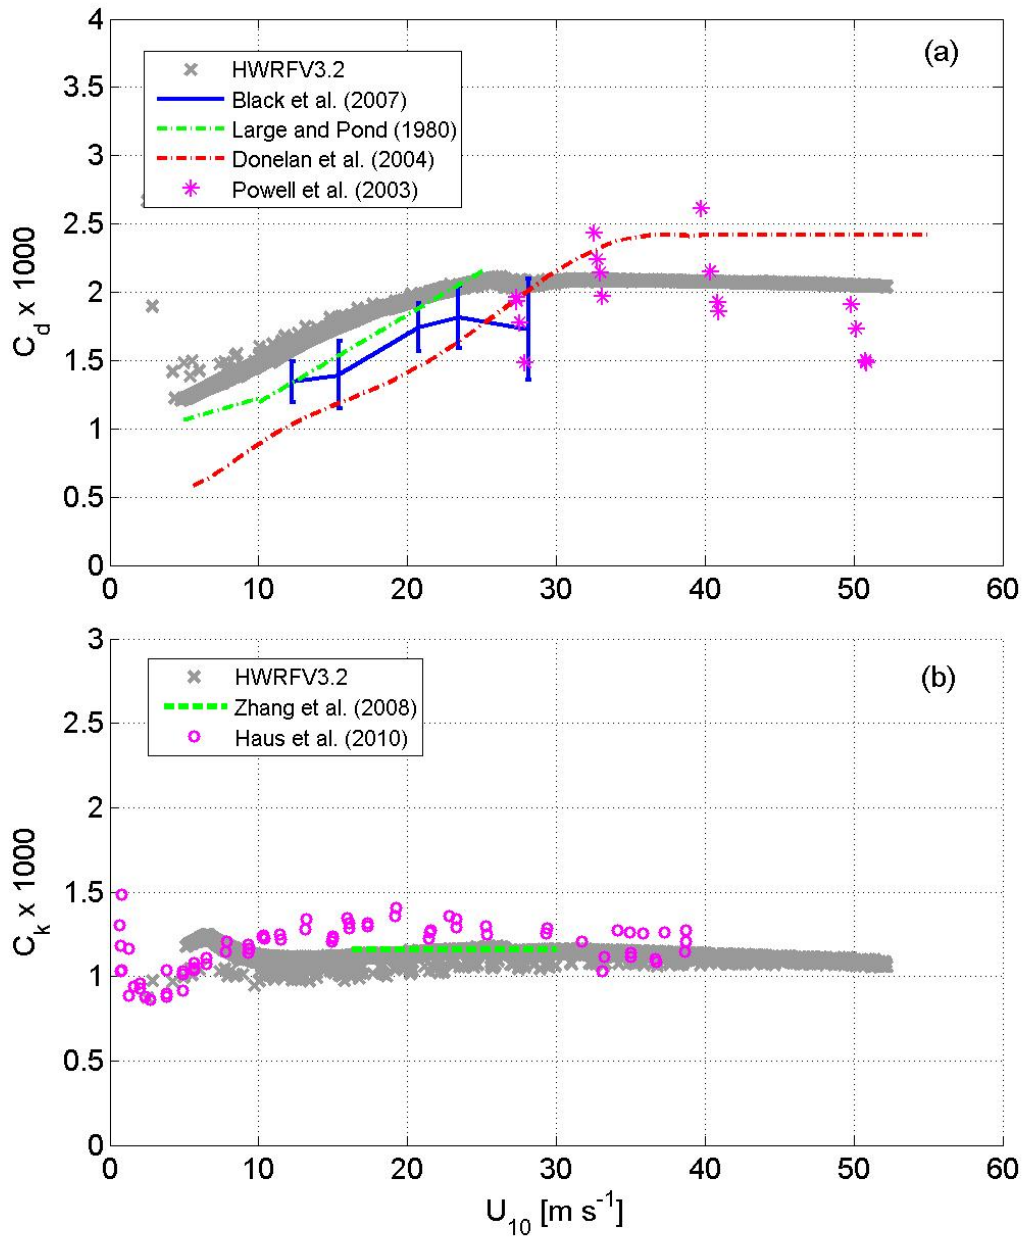 4
(a)
HWRFV3.2
3.5
Black et al. (2007)
Large and Pond (1980)
3
Donelan et al. (2004)
Powell et al. (2003)
2.5
C_d x 1000
2
1.5
1
0.5
0
0 10 20 30 40 50 60
3
(b)
HWRFV3.2
Zhang et al. (2008)
2.5
Haus et al. (2010)
2
C_k x 1000
1.5
1
0.5
0
0 10 20 30 40 50 60
U_10 [m s^-1]